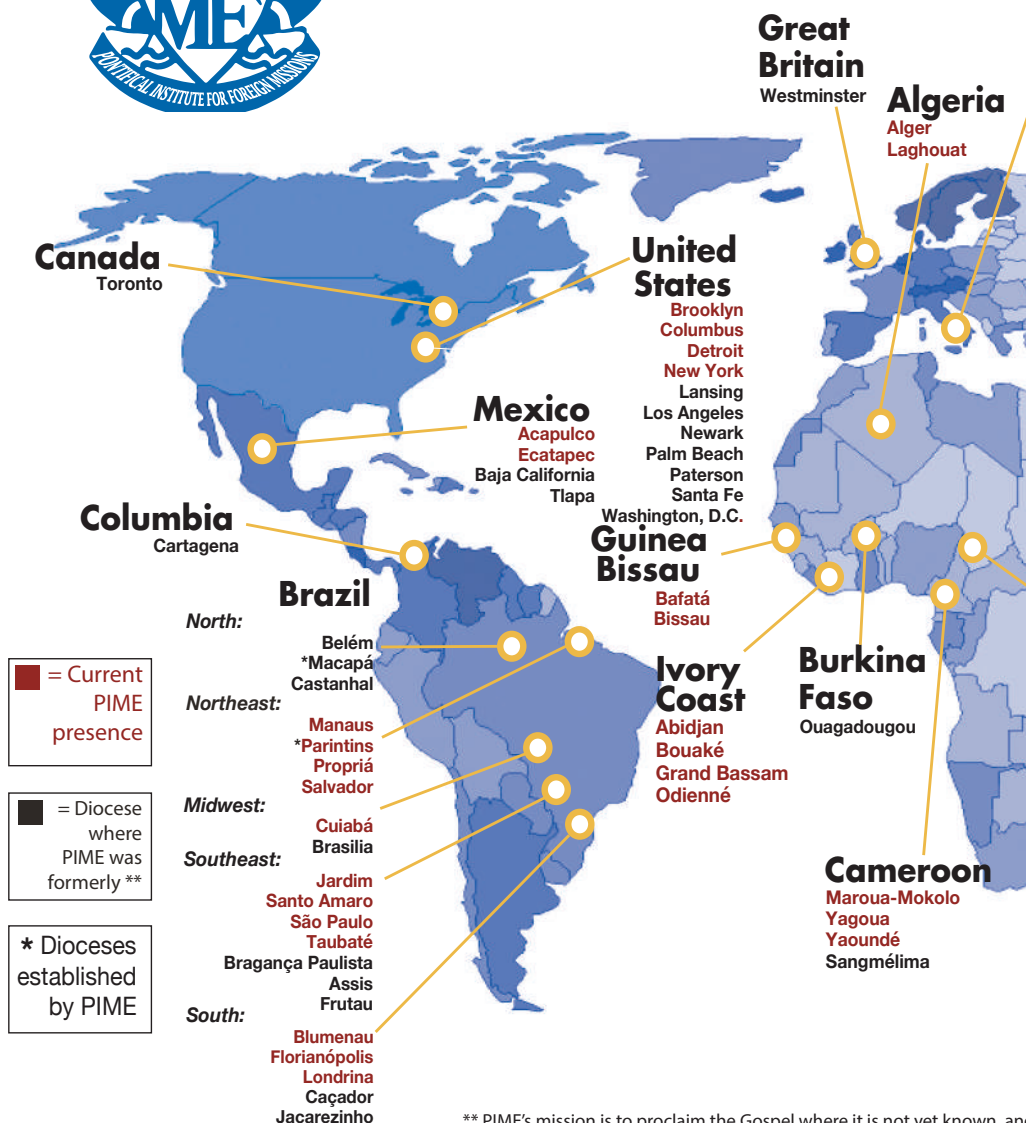 ME
PONTIFICAL INSTITUTE FOR FOREIGN MISSIONS
Great
Britain
Westminster
Algeria
Alger
Laghouat
Canada
Toronto
United
States
Brooklyn
Columbus
Detroit
New York
Lansing
Los Angeles
Newark
Palm Beach
Paterson
Santa Fe
Washington, D.C.
Mexico
Acapulco
Ecatapec
Baja California
Tlapa
Columbia
Cartagena
Guinea
Bissau
Bafatá
Bissau
Brazil
North:
Belém
*Macapá
Castanhal
Northeast:
Manaus
*Parintins
Propriá
Salvador
Midwest:
Cuiabá
Brasilia
Southeast:
Jardim
Santo Amaro
São Paulo
Taubaté
Bragança Paulista
Assis
Frutau
South:
Blumenau
Florianópolis
Londrina
Caçador
Jacarezinho
Ivory
Coast
Abidjan
Bouaké
Grand Bassam
Odienné
Burkina
Faso
Ouagadougou
Cameroon
Maroua-Mokolo
Yagoua
Yaoundé
Sangmélima
= Current
PIME
presence
= Diocese
where
PIME was
formerly **
* Dioceses
established
by PIME
** PIME's mission is to proclaim the Gospel where it is not yet known, and